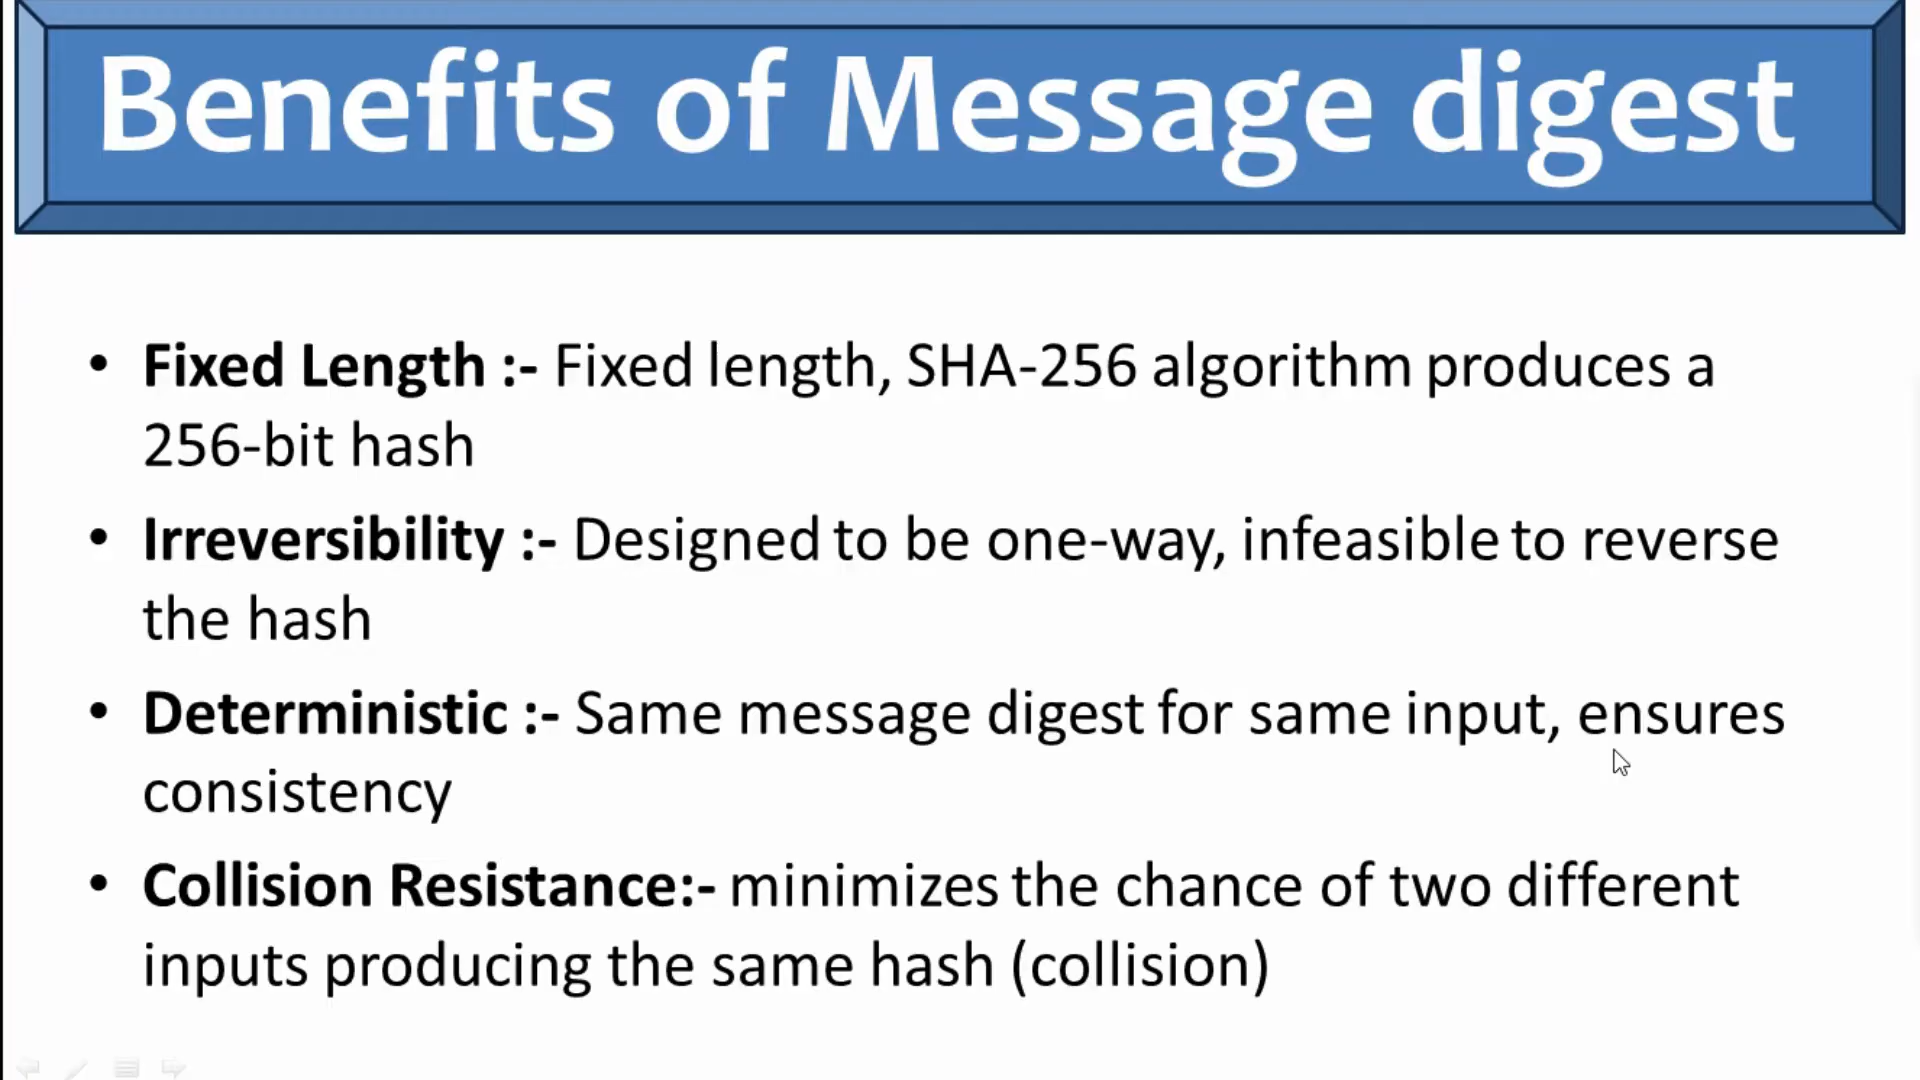 Benefits of Message digest
• Fixed Length :- Fixed length, SHA-256 algorithm produces a
256-bit hash
• Irreversibility :- Designed to be one-way, infeasible to reverse
the hash
• Deterministic :- Same message digest for same input, ensures
consistency
• Collision Resistance:- minimizes the chance of two different
inputs producing the same hash (collision)